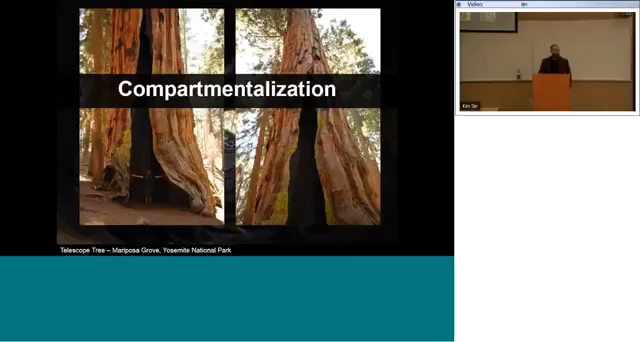 Compartmentalization
Telescope Tree – Mariposa Grove, Yosemite National Park
Video
Kim Sin